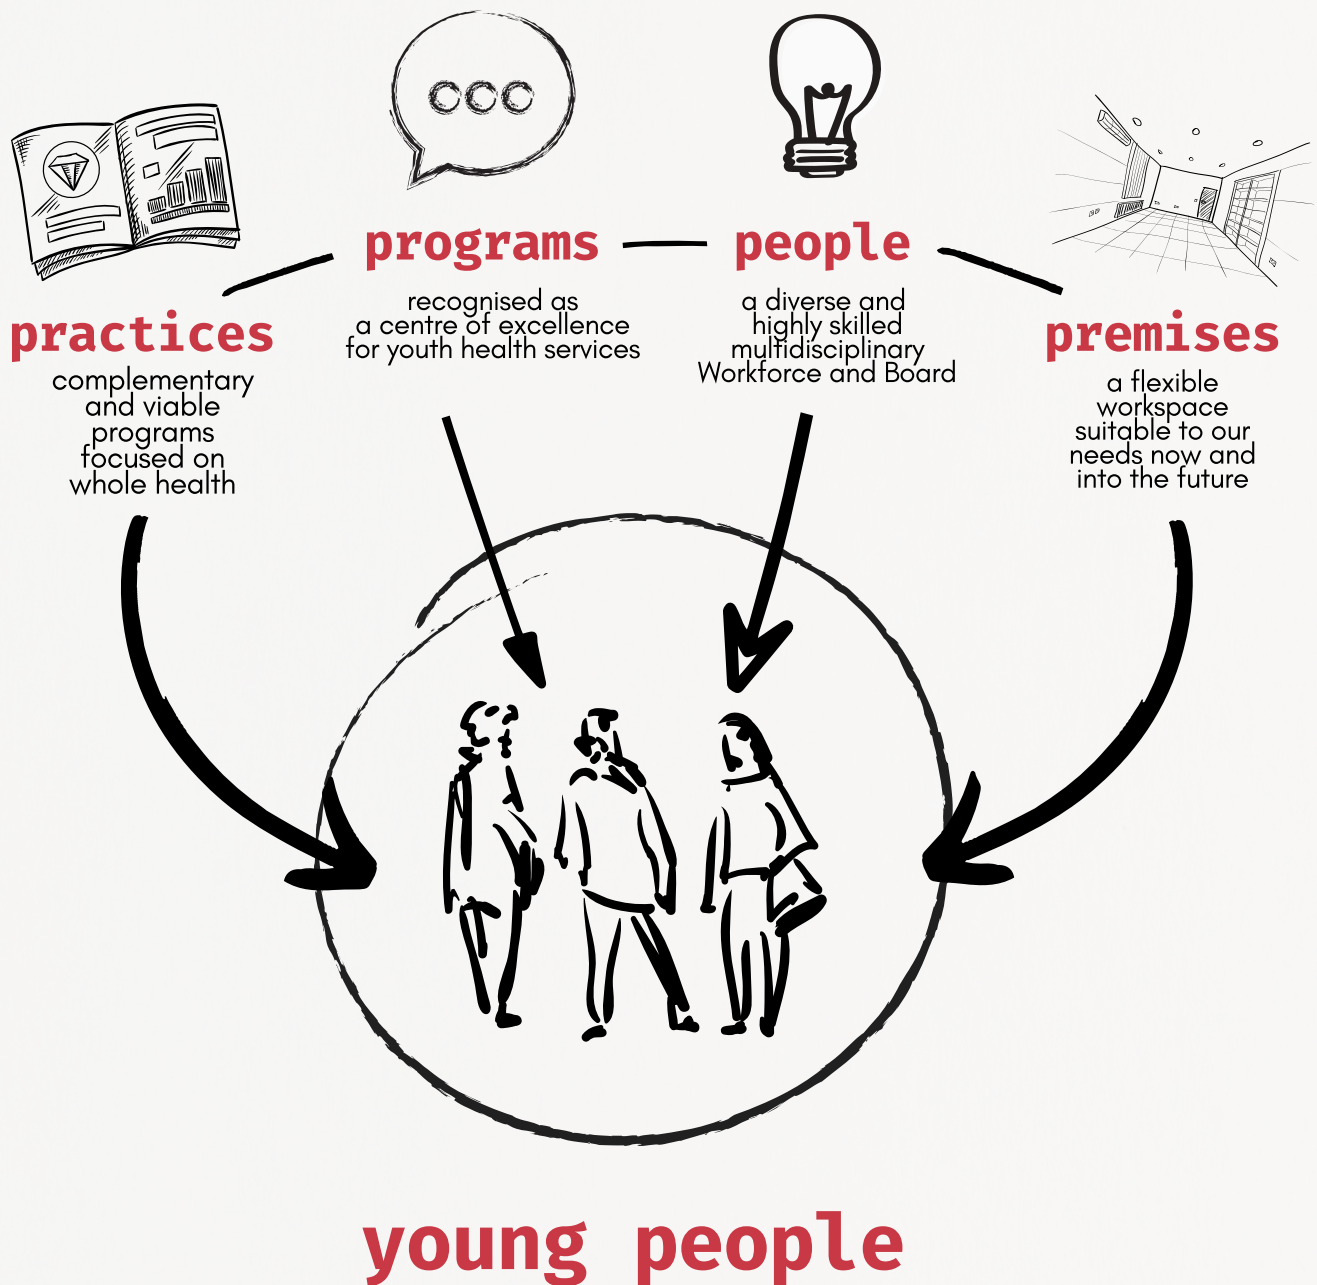 programs
people
recognised as
a centre of excellence
for youth health services
a diverse and
highly skilled
multidisciplinary
Workforce and Board
practices
complementary
and viable
programs
focused on
whole health
premises
a flexible
workspace
suitable to our
needs now and
into the future
young people